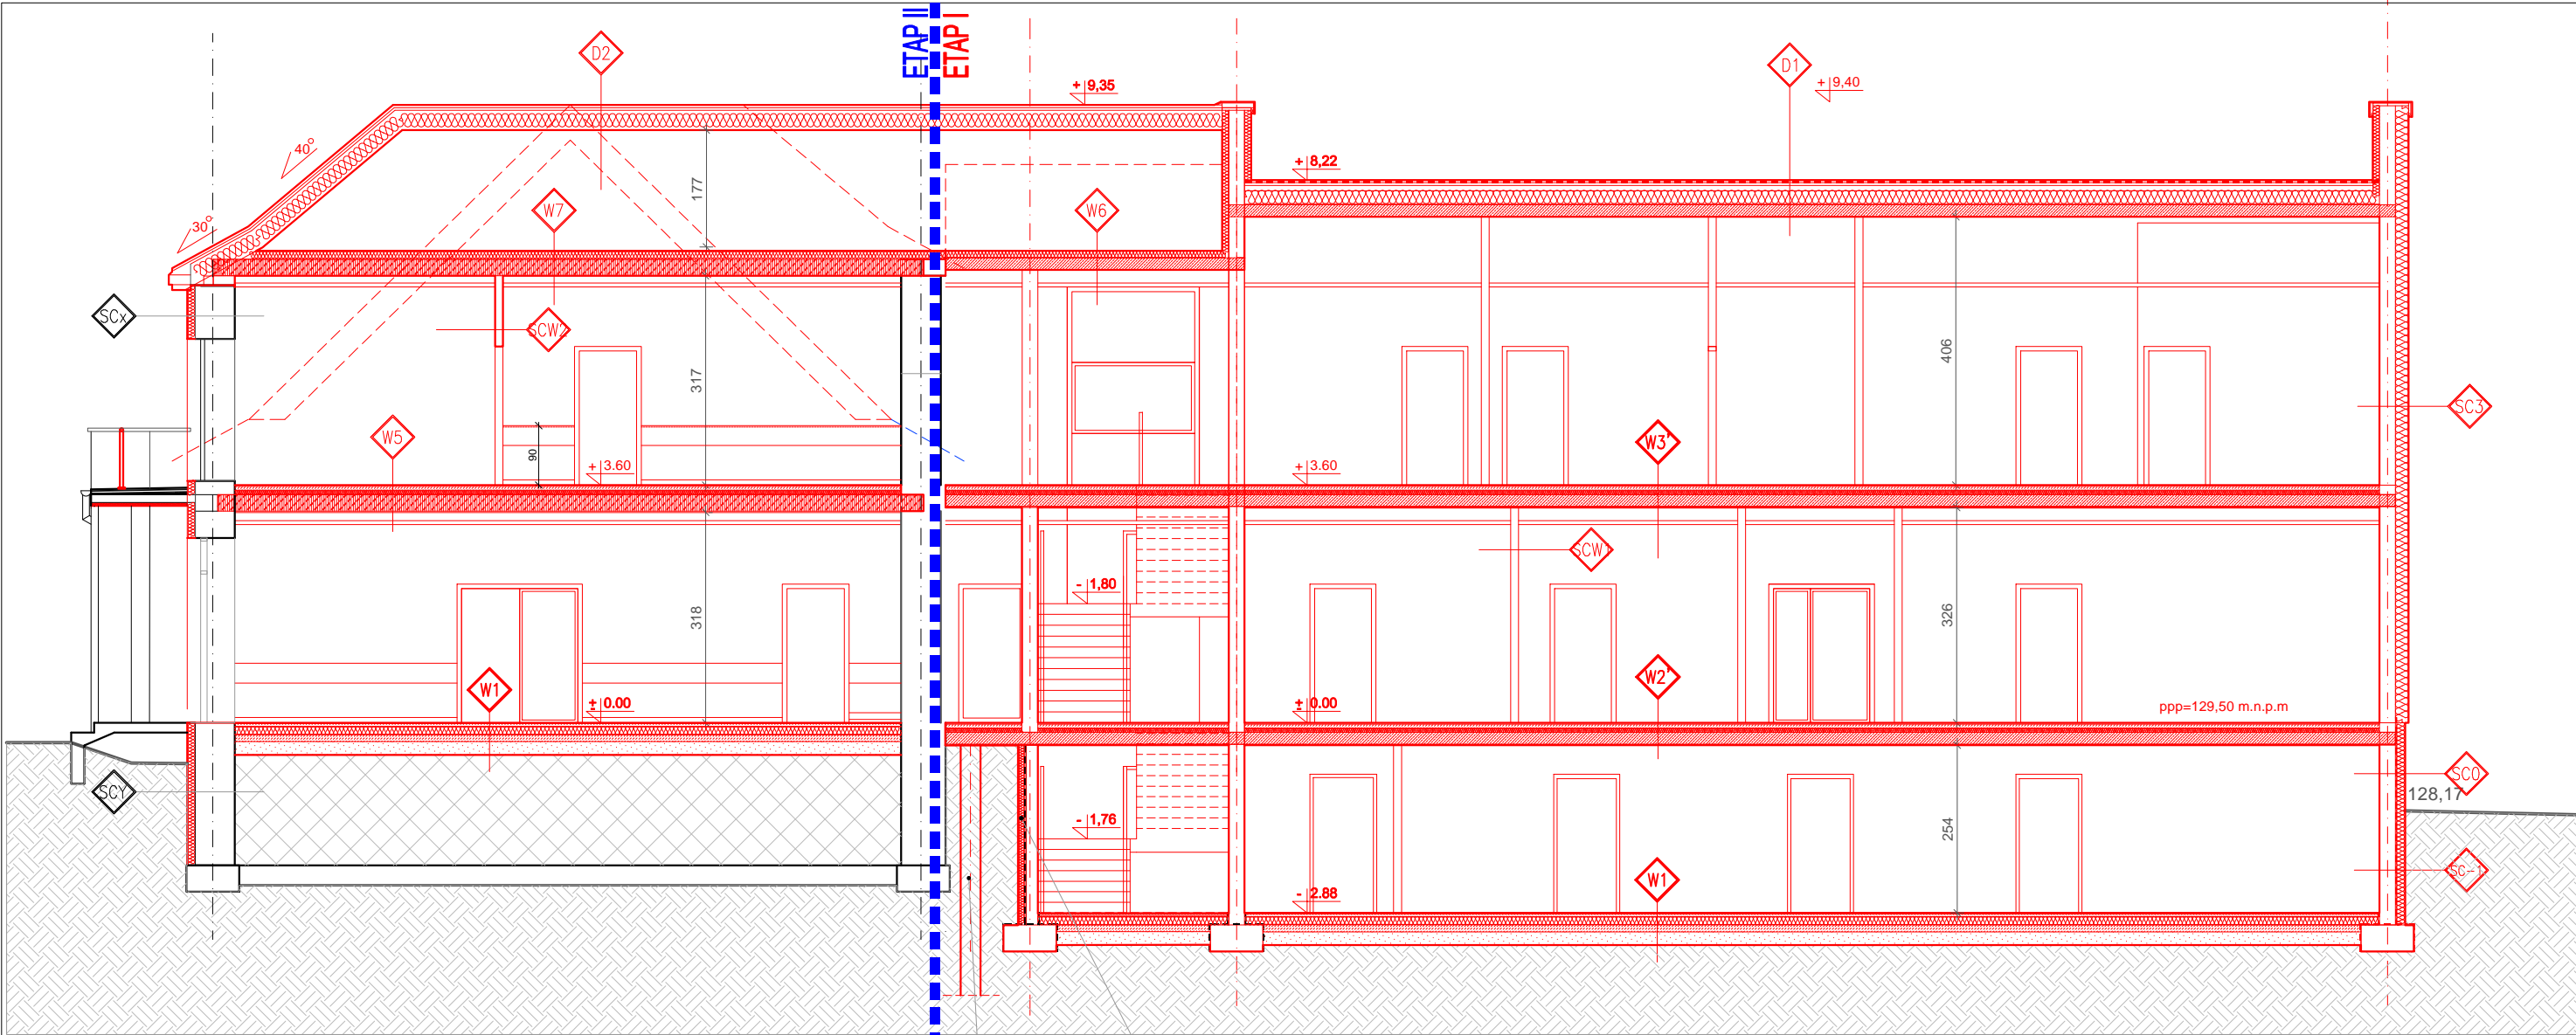 ETAP II
ETAP I
D2
D1
+ 9,35
+ 9,40
40°
+ 8,22
177
W7
W6
30°
SCx
SCW2
317
406
SC3
W5
90
+ 3.60
+ 3.60
W3'
SCW1
- 1,80
318
326
W1
± 0.00
± 0.00
W2'
ppp=129,50 m.n.p.m
SCY
SC0
128,17
- 1,76
254
W1
- 2.88
SC-1